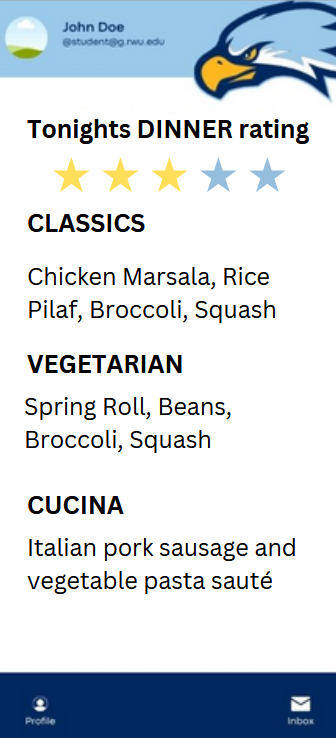 John Doe
@student@g.rwu.edu
Tonights DINNER rating
CLASSICS
Chicken Marsala, Rice
Pilaf, Broccoli, Squash
VEGETARIAN
Spring Roll, Beans,
Broccoli, Squash
CUCINA
Italian pork sausage and
vegetable pasta sauté
Profile
Inbox